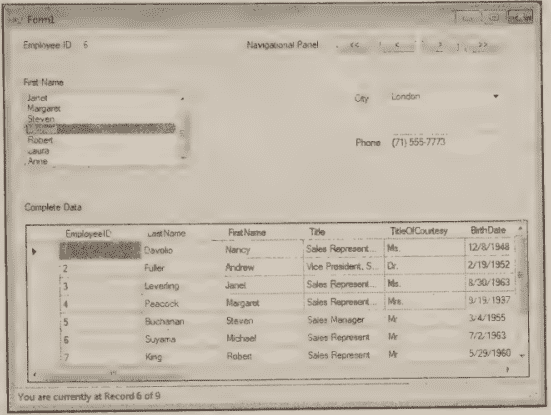 Form1
Employee ID 6
Navigational Panel << < > >>
First Name
Janet
Margaret
Steven
Robert
Laura
Anne
City London
Phone (71) 555-7773
Complete Data
EmployeeID LastName FirstName Title TitleOfCourtesy BirthDate
Davolio Nancy Sales Represent... Ms. 12/8/1948
2 Fuller Andrew Vice President, S... Dr. 2/19/1952
3 Leverling Janet Sales Represent... Ms. 8/30/1963
4 Peacock Margaret Sales Represent... Mrs. 9/19/1937
5 Buchanan Steven Sales Manager Mr 3/4/1955
6 Suyama Michael Sales Represent Mr 7/2/1963
7 King Robert Sales Represent Mr 5/29/1960
You are currently at Record 6 of 9